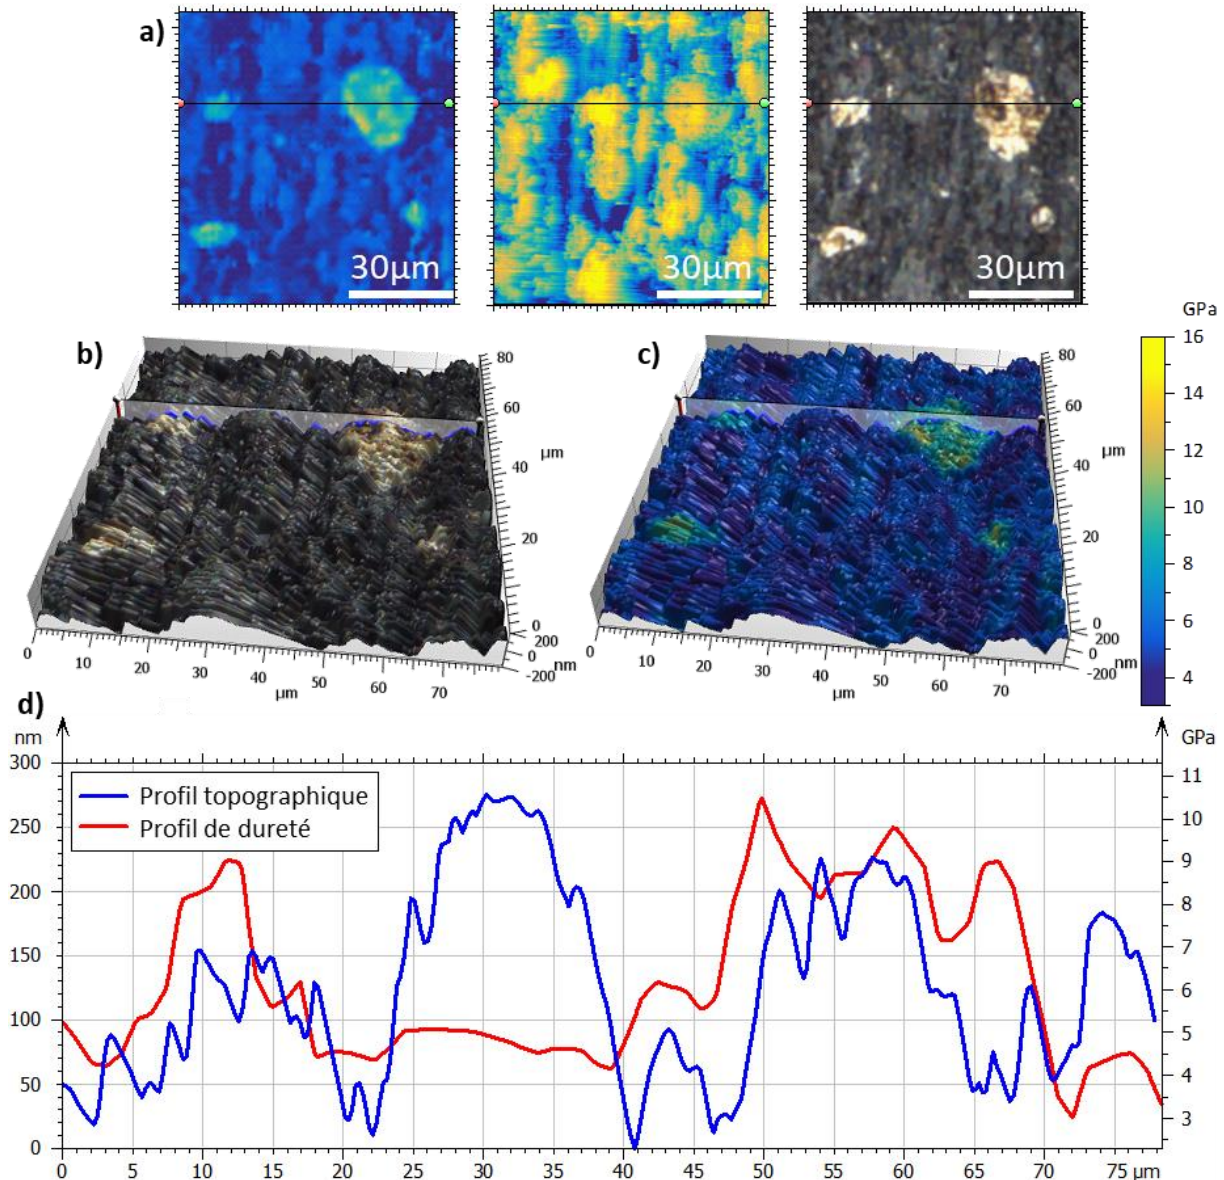 a)
30µm
30µm
30µm
b)
80
60
µm
40
20
0
200
0
nm
-200
0
10
20
30
40
50
60
70
µm
c)
80
60
µm
40
20
0
200
0
nm
-200
0
10
20
30
40
50
60
70
µm
GPa
16
14
12
10
8
6
4
d)
nm
GPa
300
250
200
150
100
50
0
Profil topographique
Profil de dureté
11
10
9
8
7
6
5
4
3
0 5 10 15 20 25 30 35 40 45 50 55 60 65 70 75 µm